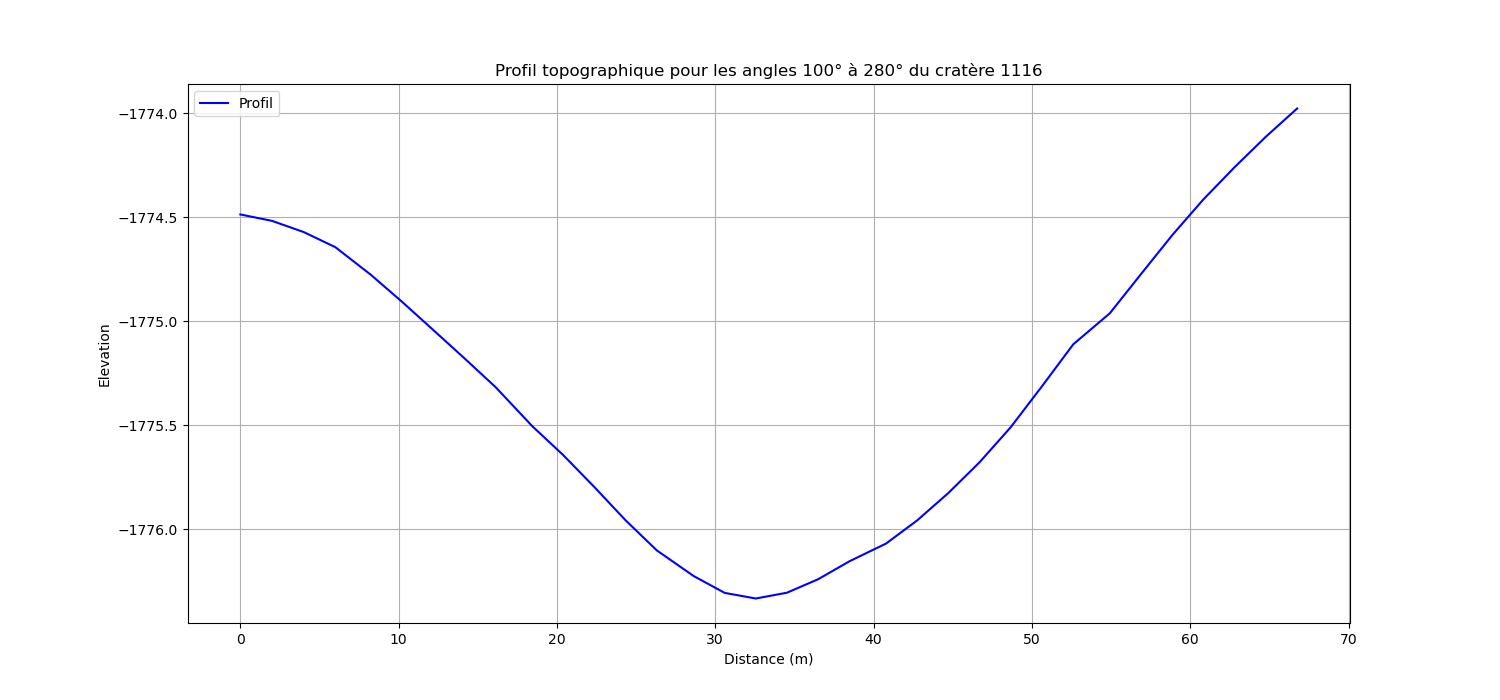 Profil topographique pour les angles 100° à 280° du cratère 1116
Profil
−1774.0
−1774.5
−1775.0
−1775.5
−1776.0
Elevation
0 10 20 30 40 50 60 70
Distance (m)